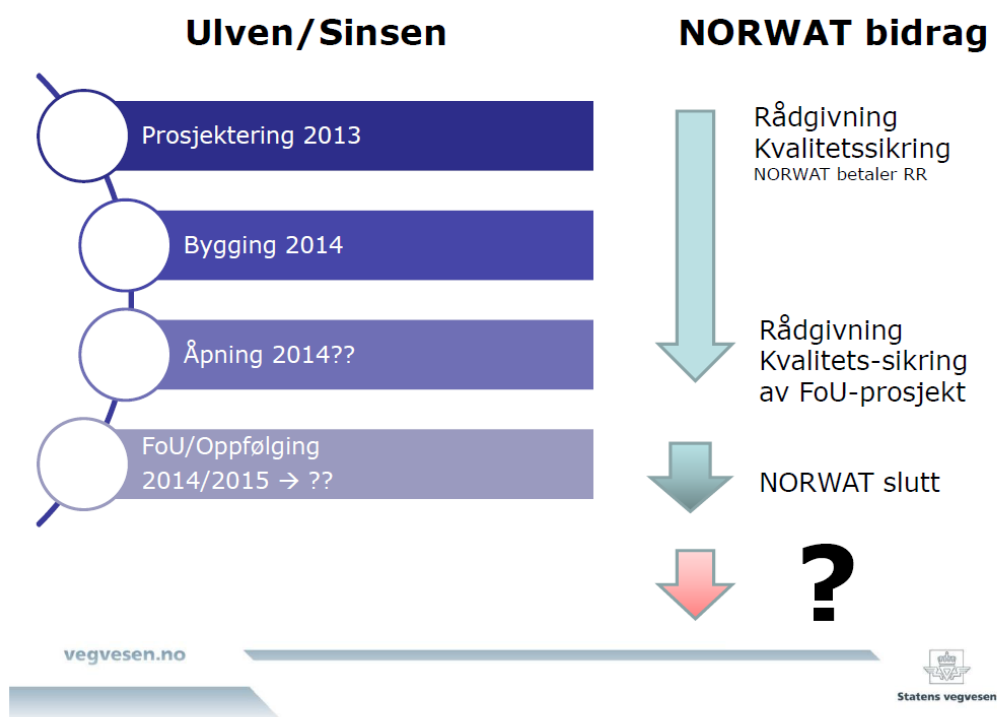 Ulven/Sinsen
NORWAT bidrag
Prosjektering 2013
Bygging 2014
Åpning 2014??
FoU/Oppfølging
2014/2015 → ??
Rådgivning
Kvalitetssikring
NORWAT betaler RR
Rådgivning
Kvalitets-sikring
av FoU-prosjekt
NORWAT slutt
?
vegvesen.no
Statens vegvesen